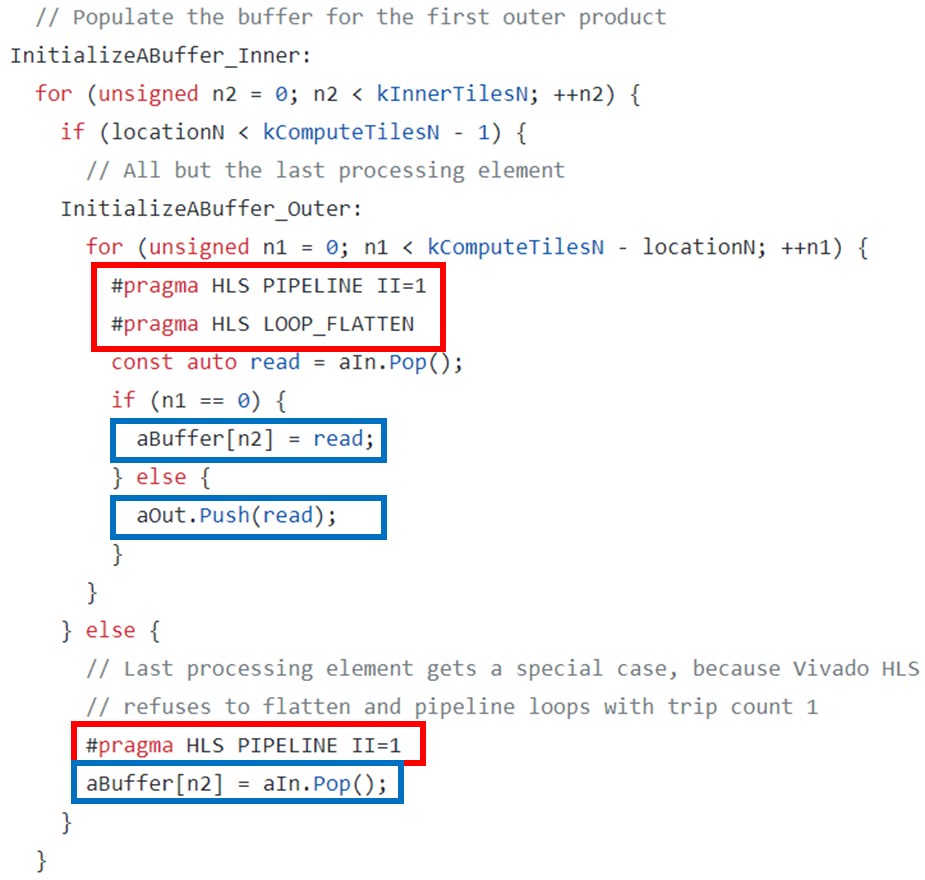 // Populate the buffer for the first outer product
InitializeABuffer_Inner:
for (unsigned n2 = 0; n2 < kInnerTilesN; ++n2) {
if (locationN < kComputeTilesN - 1) {
// All but the last processing element
InitializeABuffer_Outer:
for (unsigned n1 = 0; n1 < kComputeTilesN - locationN; ++n1) {
#pragma HLS PIPELINE II=1
#pragma HLS LOOP_FLATTEN
const auto read = aIn.Pop();
if (n1 == 0) {
aBuffer[n2] = read;
} else {
aOut.Push(read);
}
}
} else {
// Last processing element gets a special case, because Vivado HLS
// refuses to flatten and pipeline loops with trip count 1
#pragma HLS PIPELINE II=1
aBuffer[n2] = aIn.Pop();
}
}